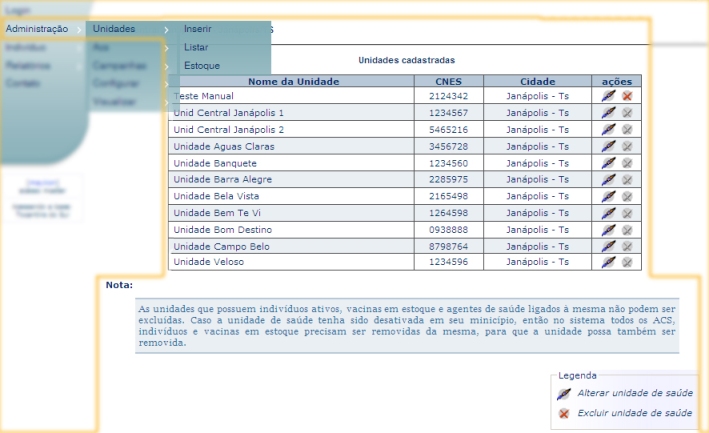 Login
Administração
Unidades
Inserir
Indivíduo
Acs
Listar
Relatórios
Campanhas
Estoque
Contato
Configurar
Visualizar
Unidades cadastradas
Nome da Unidade CNES Cidade ações
Teste Manual 2124342 Janápolis - Ts
Unid Central Janápolis 1 1234567 Janápolis - Ts
Unid Central Janápolis 2 5465216 Janápolis - Ts
Unidade Aguas Claras 3456728 Janápolis - Ts
Unidade Banquete 1234560 Janápolis - Ts
Unidade Barra Alegre 2285975 Janápolis - Ts
Unidade Bela Vista 2165498 Janápolis - Ts
Unidade Bem Te Vi 1264598 Janápolis - Ts
Unidade Bom Destino 0938888 Janápolis - Ts
Unidade Campo Belo 8798764 Janápolis - Ts
Unidade Veloso 1234596 Janápolis - Ts
Nota:
As unidades que possuem indivíduos ativos, vacinas em estoque e agentes de saúde ligados à mesma não podem ser
excluídas. Caso a unidade de saúde tenha sido desativada em seu minicípio, então no sistema todos os ACS,
indivíduos e vacinas em estoque precisam ser removidas da mesma, para que a unidade possa também ser
removida.
Legenda
Alterar unidade de saúde
Excluir unidade de saúde